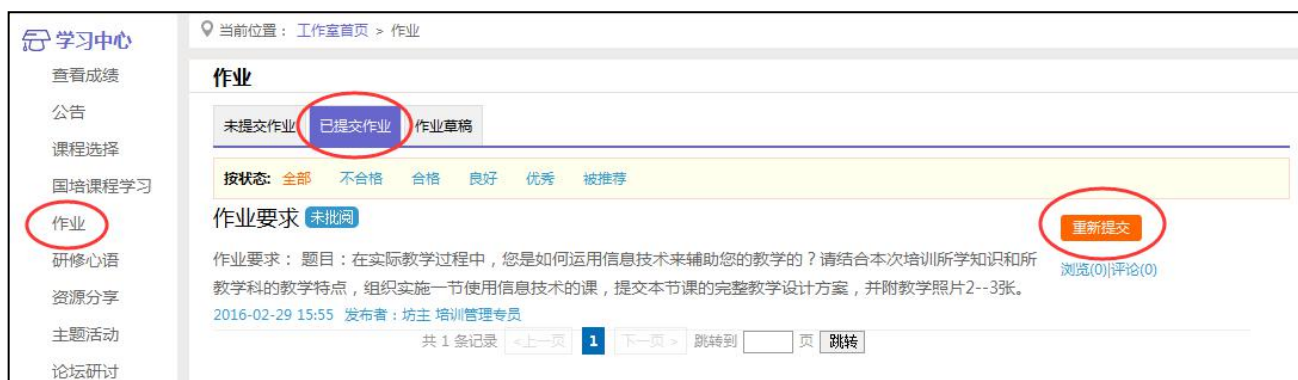 学习中心
查看成绩
公告
课程选择
国培课程学习
作业
研修心语
资源分享
主题活动
论坛研讨
当前位置： 工作室首页 > 作业
作业
未提交作业 已提交作业 作业草稿
按状态: 全部 不合格 合格 良好 优秀 被推荐
作业要求 未批阅
重新提交
作业要求：题目：在实际教学过程中，您是如何运用信息技术来辅助您的教学的？请结合本次培训所学知识和所
教学科的教学特点，组织实施一节使用信息技术的课，提交本节课的完整教学设计方案，并附教学照片2--3张。
浏览(0)|评论(0)
2016-02-29 15:55 发布者：坊主 培训管理专员
共 1 条记录 <上一页 1 下一页 > 跳转到 页 跳转